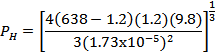 P_H = [4(638 − 1.2)(1.2)(9.8) / 3(1.73x10⁻⁵)²]^(1/3)